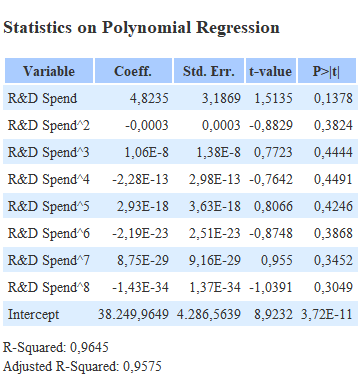 Statistics on Polynomial Regression
Variable Coeff. Std. Err. t-value P>|t|
R&D Spend 4,8235 3,1869 1,5135 0,1378
R&D Spend^2 -0,0003 0,0003 -0,8829 0,3824
R&D Spend^3 1,06E-8 1,38E-8 0,7723 0,4444
R&D Spend^4 -2,28E-13 2,98E-13 -0,7642 0,4491
R&D Spend^5 2,93E-18 3,63E-18 0,8066 0,4246
R&D Spend^6 -2,19E-23 2,51E-23 -0,8748 0,3868
R&D Spend^7 8,75E-29 9,16E-29 0,955 0,3452
R&D Spend^8 -1,43E-34 1,37E-34 -1,0391 0,3049
Intercept 38.249,9649 4.286,5639 8,9232 3,72E-11
R-Squared: 0,9645
Adjusted R-Squared: 0,9575